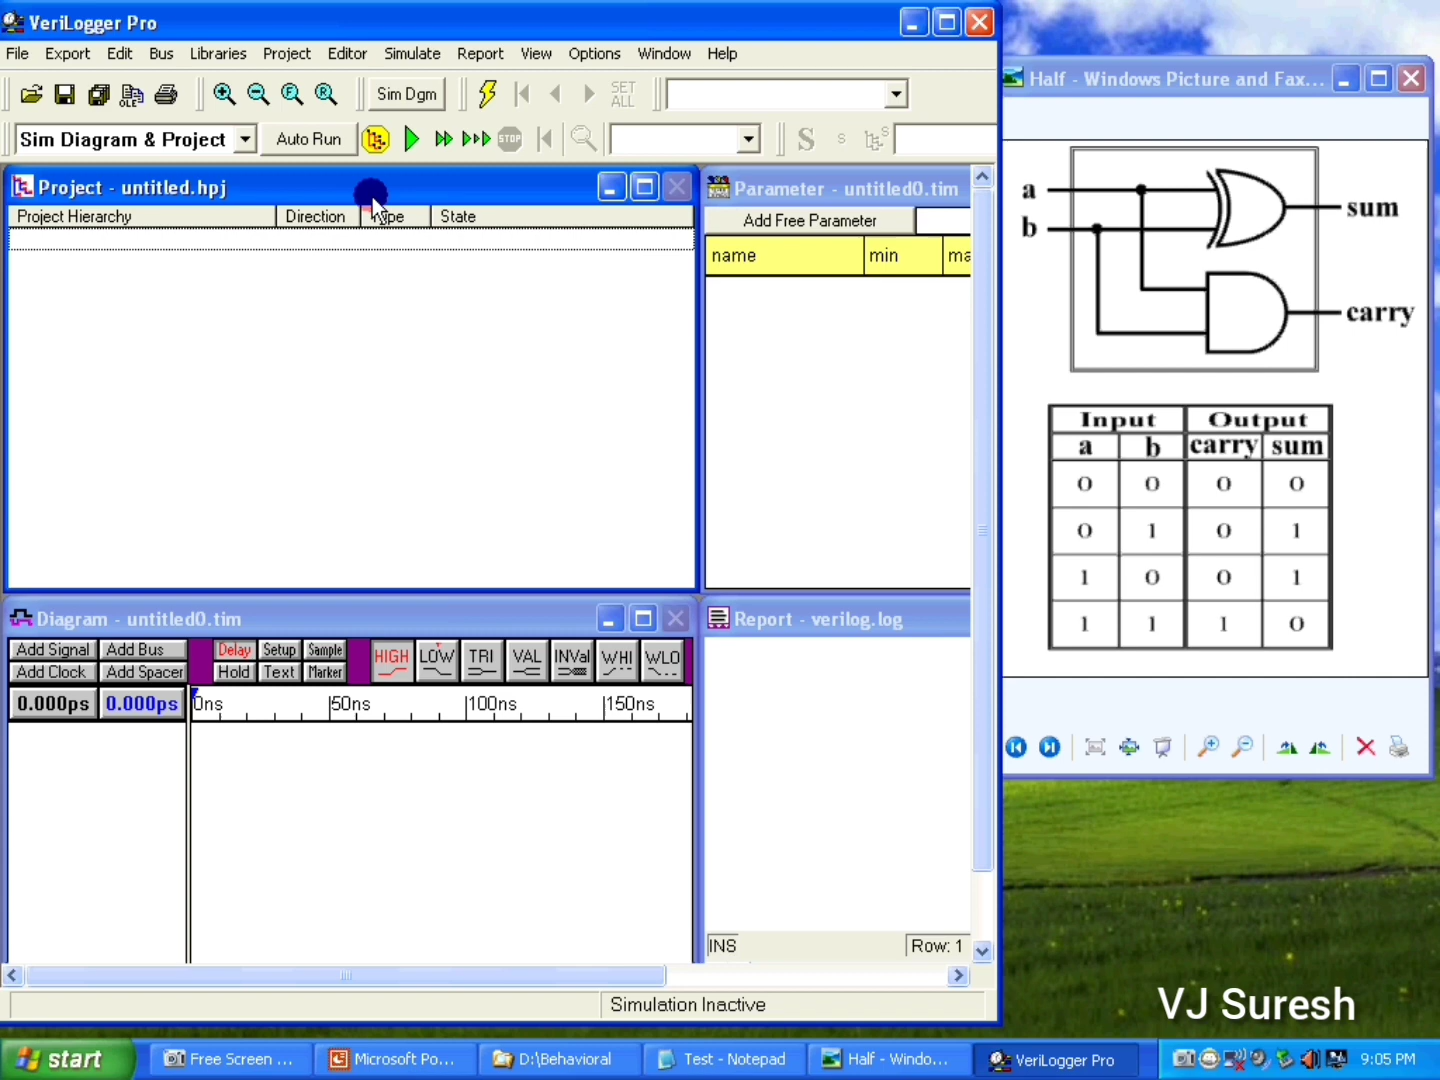 VeriLogger Pro
File Export Edit Bus Libraries Project Editor Simulate Report View Options Window Help
Sim Dgm SET ALL
Sim Diagram & Project Auto Run STOP S s S
Project - untitled.hpj
Project Hierarchy Direction State
Parameter - untitled0.tim
Add Free Parameter
name min ma
Diagram - untitled0.tim
Add Signal Add Bus Delay Setup Sample HIGH LOW TRI VAL INVal WHI WLO
Add Clock Add Spacer Hold Text Marker
0.000ps 0.000ps 0ns 50ns 100ns 150ns
Report - verilog.log
INS Row: 1
Simulation Inactive
Half - Windows Picture and Fax...
a
b
sum
carry
Input Output
a b carry sum
0 0 0 0
0 1 0 1
1 0 0 1
1 1 1 0
VJ Suresh
start Free Screen ... Microsoft Po... D:\Behavioral Test - Notepad Half - Windo... VeriLogger Pro 9:05 PM